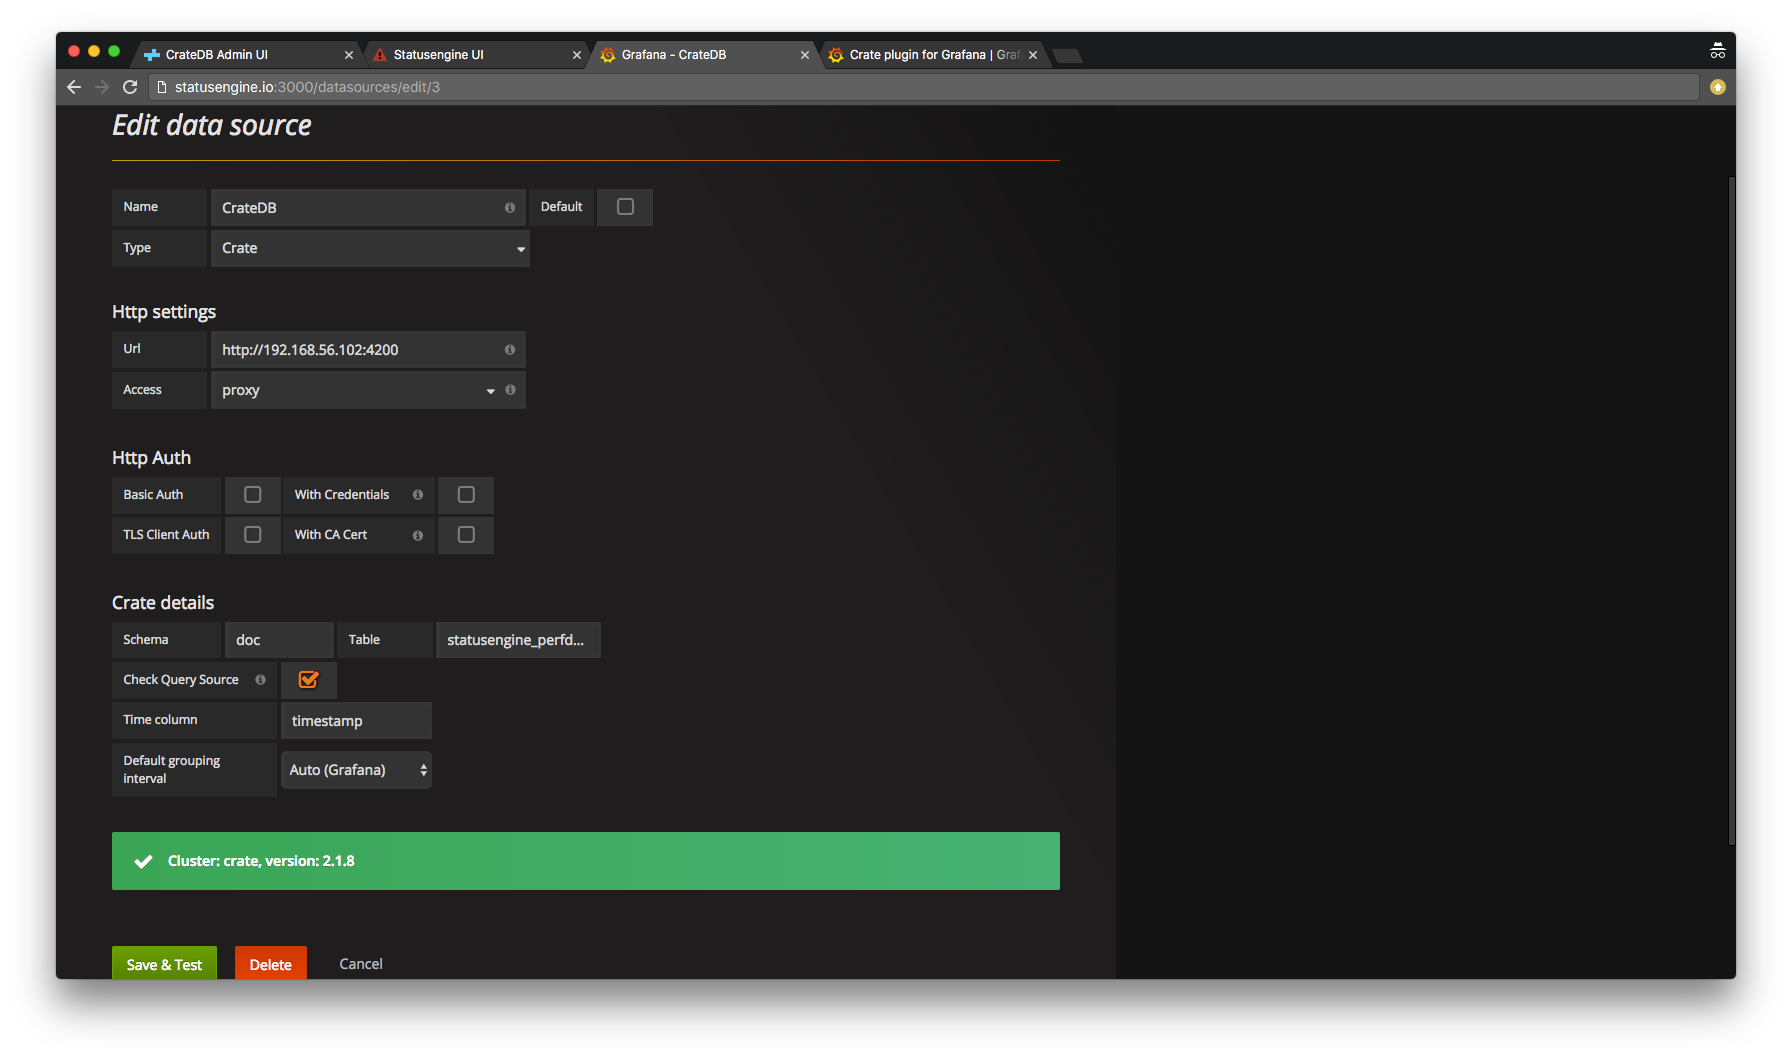 CrateDB Admin UI
Statusengine UI
Grafana - CrateDB
Crate plugin for Grafana | Graf
statusengine.io:3000/datasources/edit/3
Edit data source
Name CrateDB Default
Type Crate
Http settings
Url http://192.168.56.102:4200
Access proxy
Http Auth
Basic Auth With Credentials
TLS Client Auth With CA Cert
Crate details
Schema doc Table statusengine_perfd...
Check Query Source
Time column timestamp
Default grouping
interval
Auto (Grafana)
Cluster: crate, version: 2.1.8
Save & Test Delete Cancel